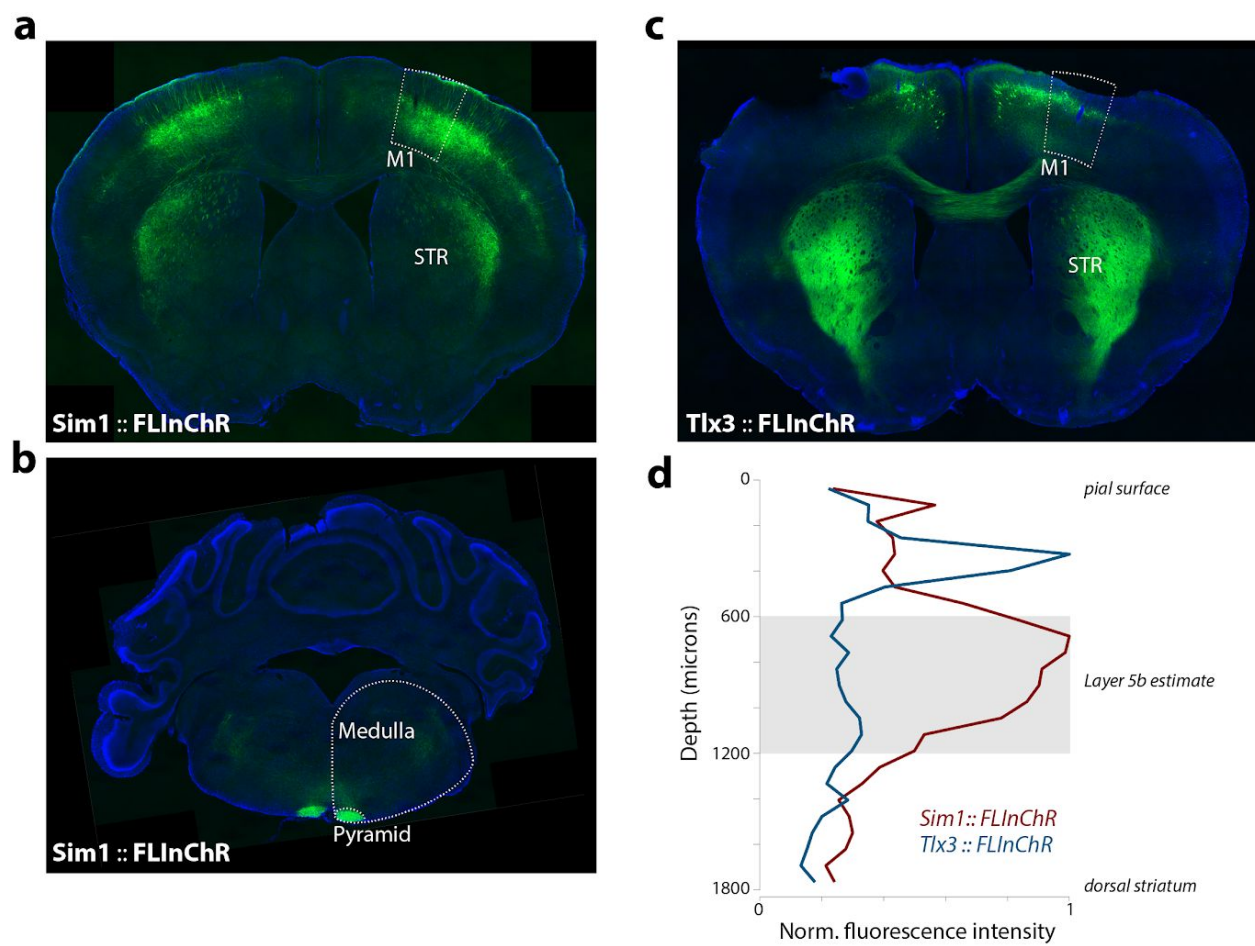 a
M1
STR
Sim1 :: FLInChR
b
Medulla
Pyramid
Sim1 :: FLInChR
c
M1
STR
Tlx3 :: FLInChR
d
0
600
1200
1800
Depth (microns)
pial surface
Layer 5b estimate
dorsal striatum
Sim1 :: FLInChR
Tlx3 :: FLInChR
0
1
Norm. fluorescence intensity